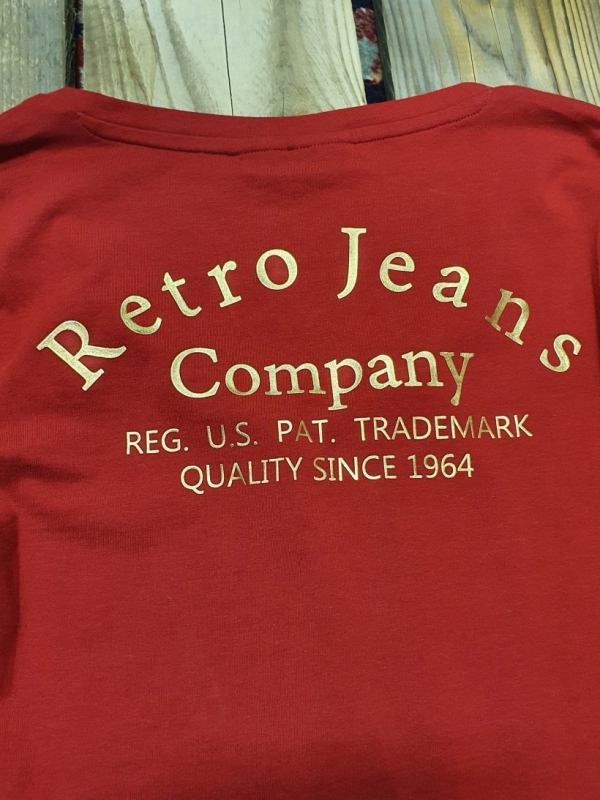 Retro Jeans
Company
REG. U.S. PAT. TRADEMARK
QUALITY SINCE 1964